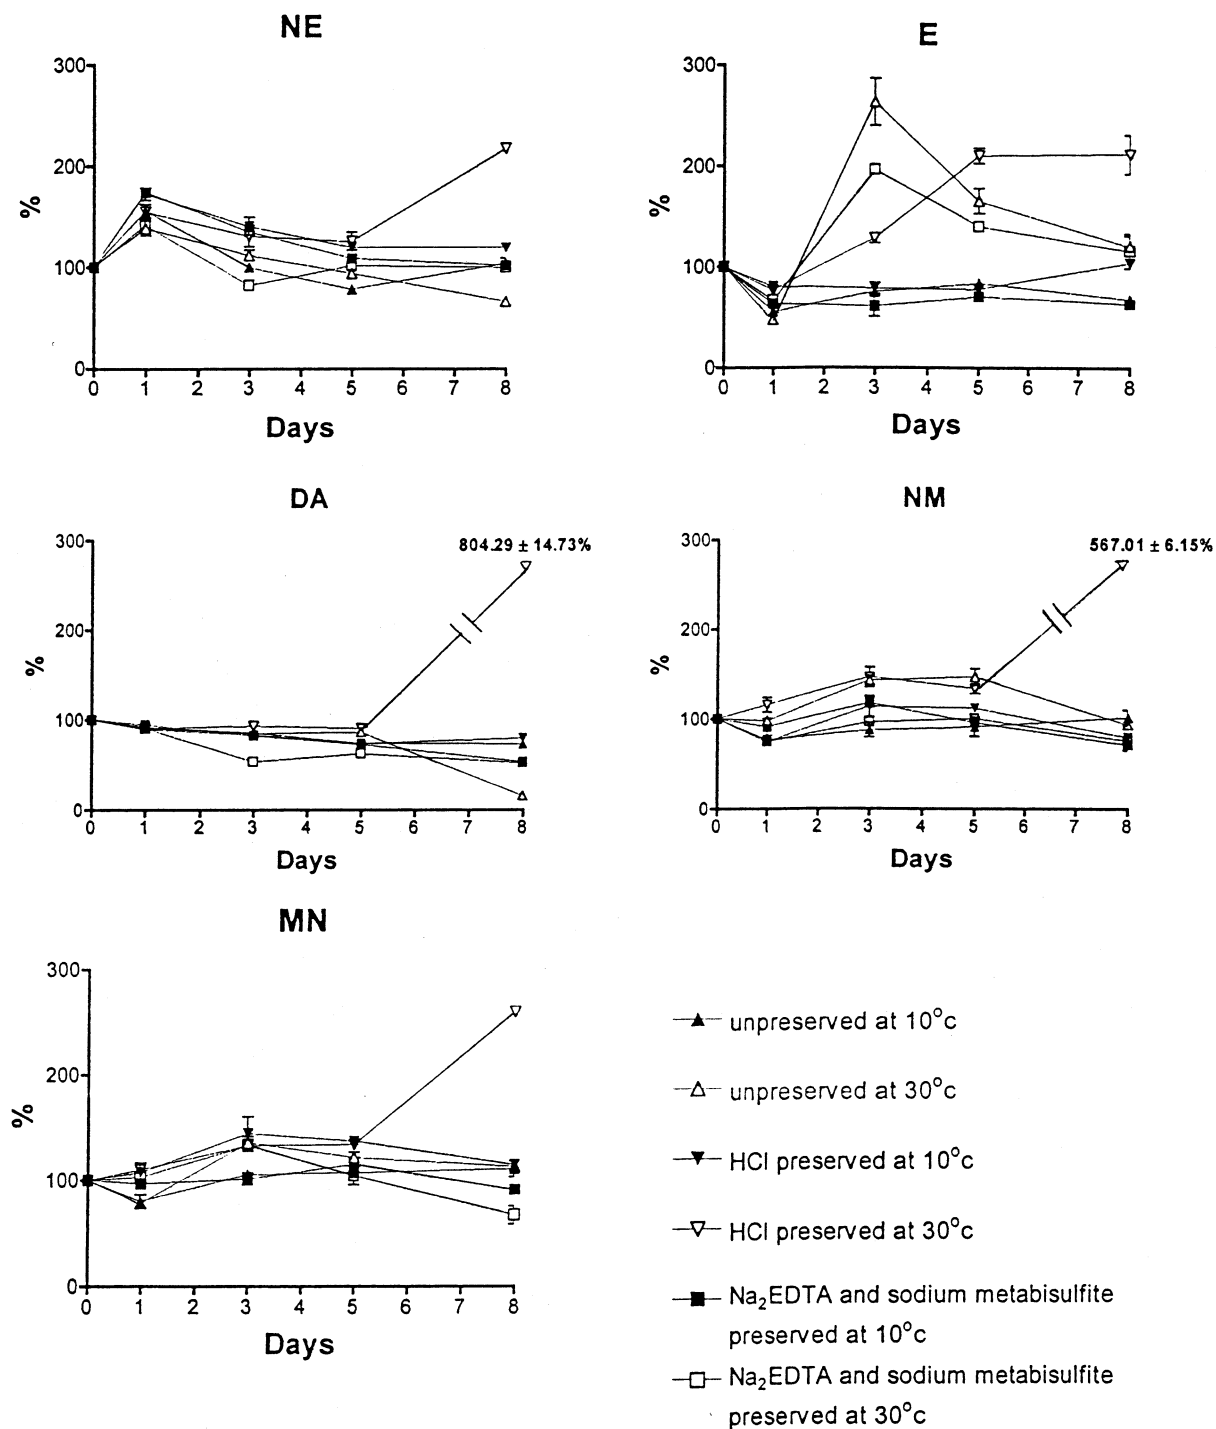 NE
300
200
%
100
0
0 1 2 3 4 5 6 7 8
Days
E
300
200
%
100
0
0 1 2 3 4 5 6 7 8
Days
DA
804.29 ± 14.73%
300
200
%
100
0
0 1 2 3 4 5 6 7 8
Days
NM
567.01 ± 6.15%
300
200
%
100
0
0 1 2 3 4 5 6 7 8
Days
MN
300
200
%
100
0
0 1 2 3 4 5 6 7 8
Days
unpreserved at 10°c
unpreserved at 30°c
HCl preserved at 10°c
HCl preserved at 30°c
Na₂EDTA and sodium metabisulfite
preserved at 10°c
Na₂EDTA and sodium metabisulfite
preserved at 30°c